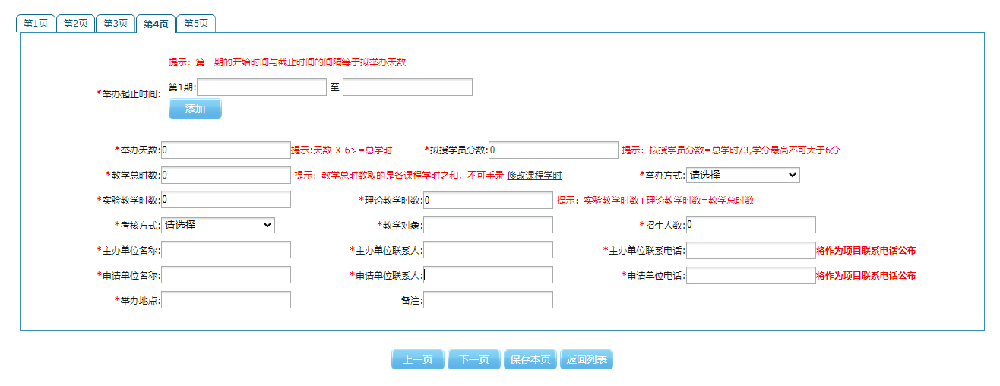 第1页 第2页 第3页 第4页 第5页
提示：第一期的开始时间与截止时间的间隔等于拟举办天数
*举办起止时间: 第1期: 至
添加
*举办天数:0 提示:天数 X 6>=总学时 *拟授学员分数:0 提示：拟授学员分数=总学时/3,学分最高不可大于6分
*教学总时数:0 提示：教学总时数取的是各课程学时之和，不可手录 修改课程学时 *举办方式:请选择
*实验教学时数:0 *理论教学时数:0 提示：实验教学时数+理论教学时数=教学总时数
*考核方式:请选择 *教学对象: *招生人数:0
*主办单位名称: *主办单位联系人: *主办单位联系电话: 将作为项目联系电话公布
*申请单位名称: *申请单位联系人: *申请单位电话: 将作为项目联系电话公布
*举办地点: 备注:
上一页 下一页 保存本页 返回列表